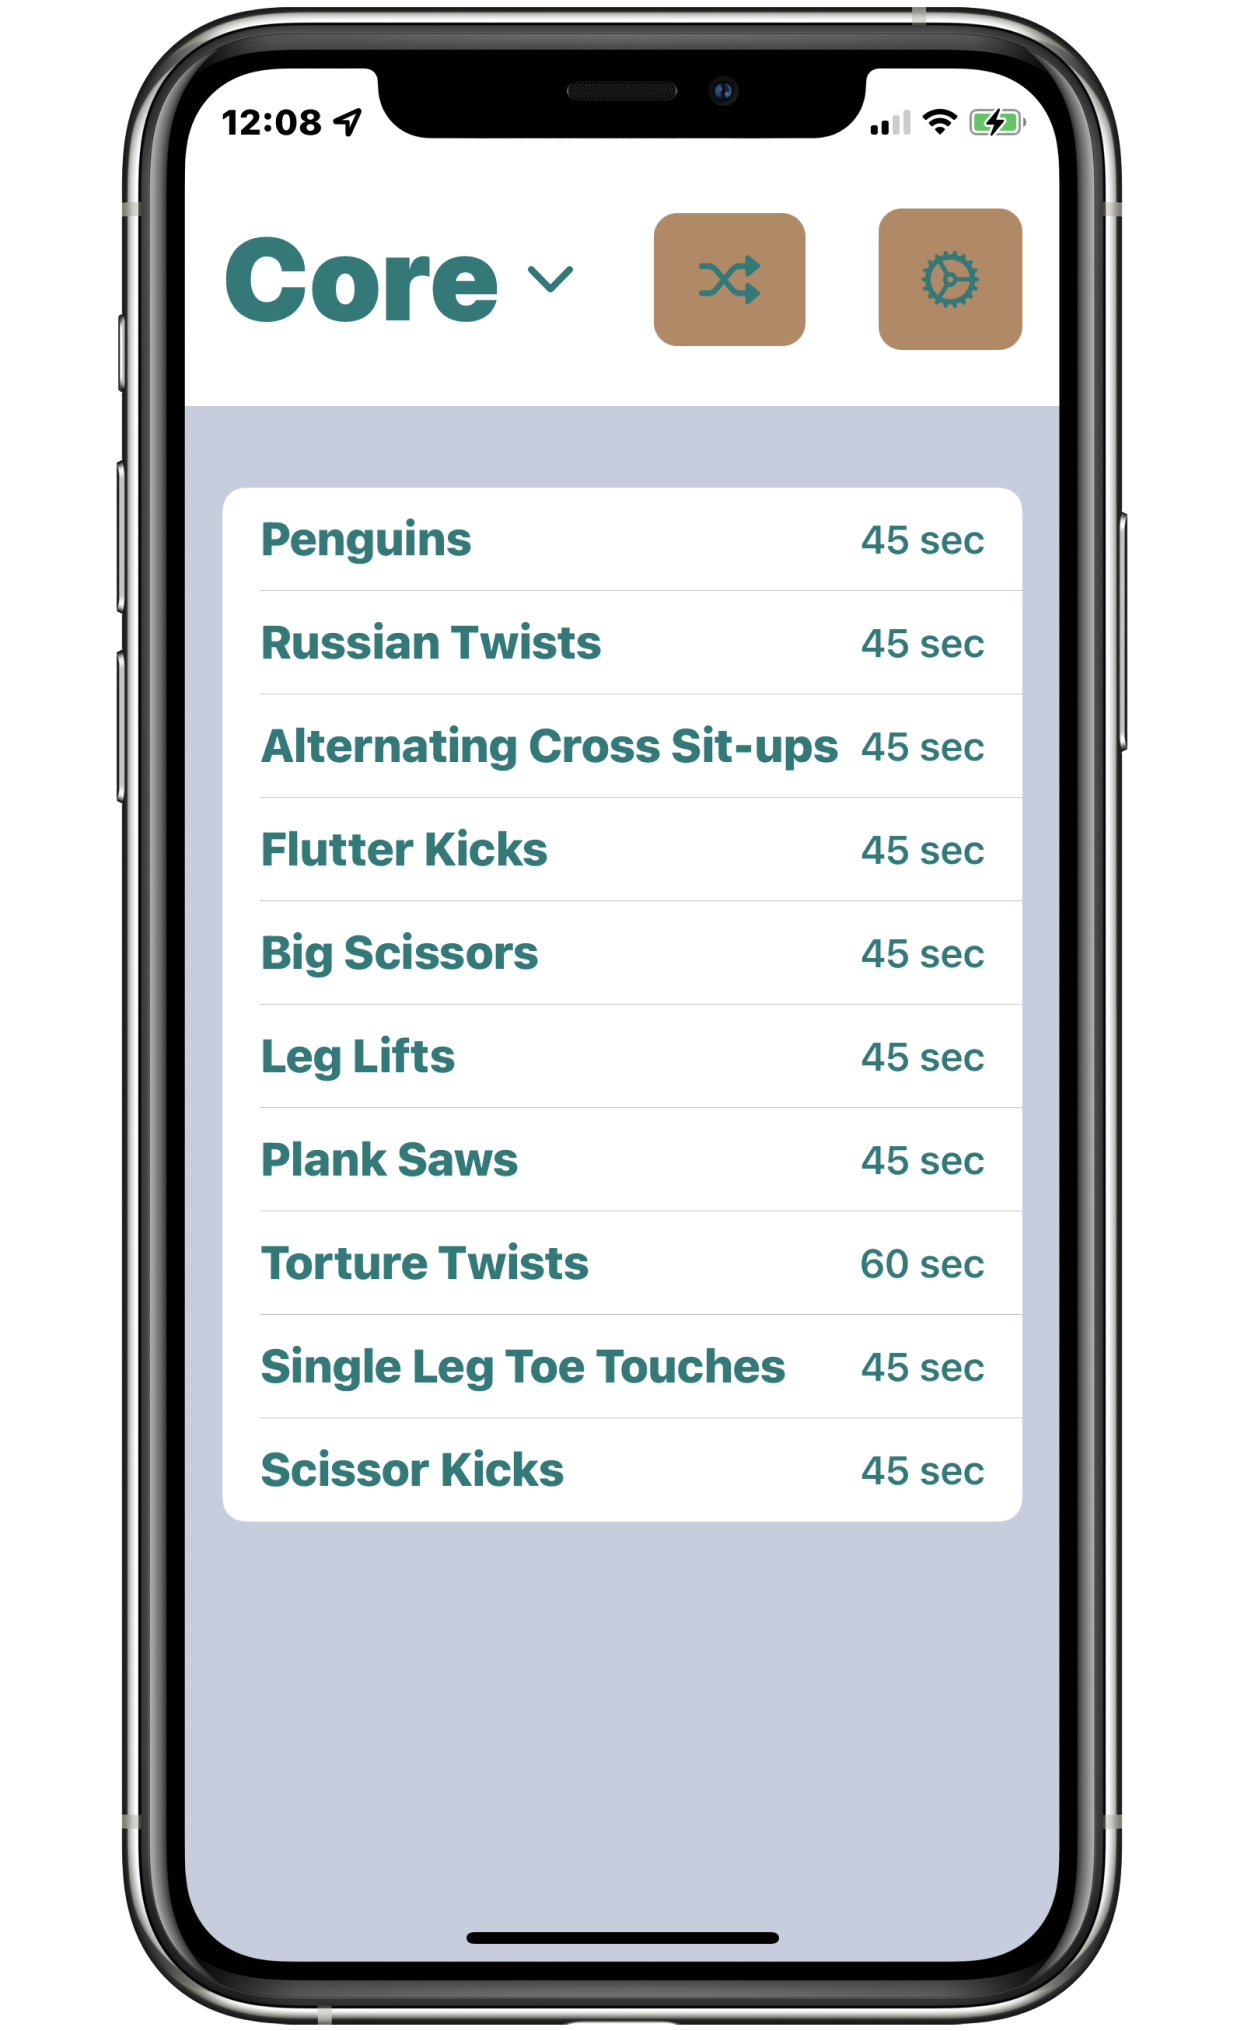 12:08
Core
Penguins 45 sec
Russian Twists 45 sec
Alternating Cross Sit-ups 45 sec
Flutter Kicks 45 sec
Big Scissors 45 sec
Leg Lifts 45 sec
Plank Saws 45 sec
Torture Twists 60 sec
Single Leg Toe Touches 45 sec
Scissor Kicks 45 sec